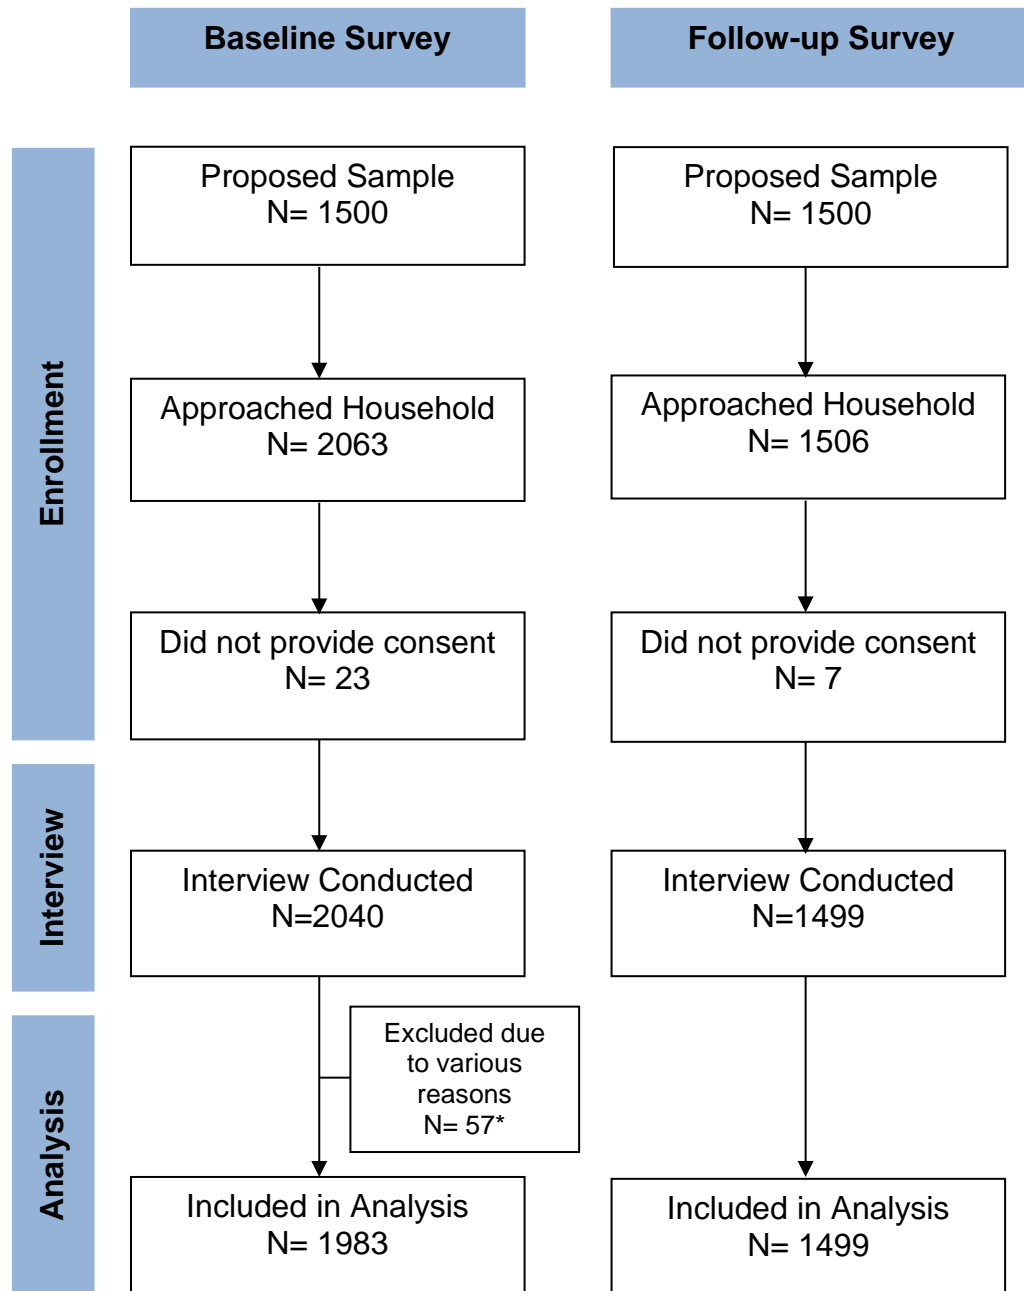 Baseline Survey
Follow-up Survey
Enrollment
Proposed Sample
N= 1500
Proposed Sample
N= 1500
Approached Household
N= 2063
Approached Household
N= 1506
Did not provide consent
N= 23
Did not provide consent
N= 7
Interview
Interview Conducted
N=2040
Interview Conducted
N=1499
Analysis
Excluded due
to various
reasons
N= 57*
Included in Analysis
N= 1983
Included in Analysis
N= 1499